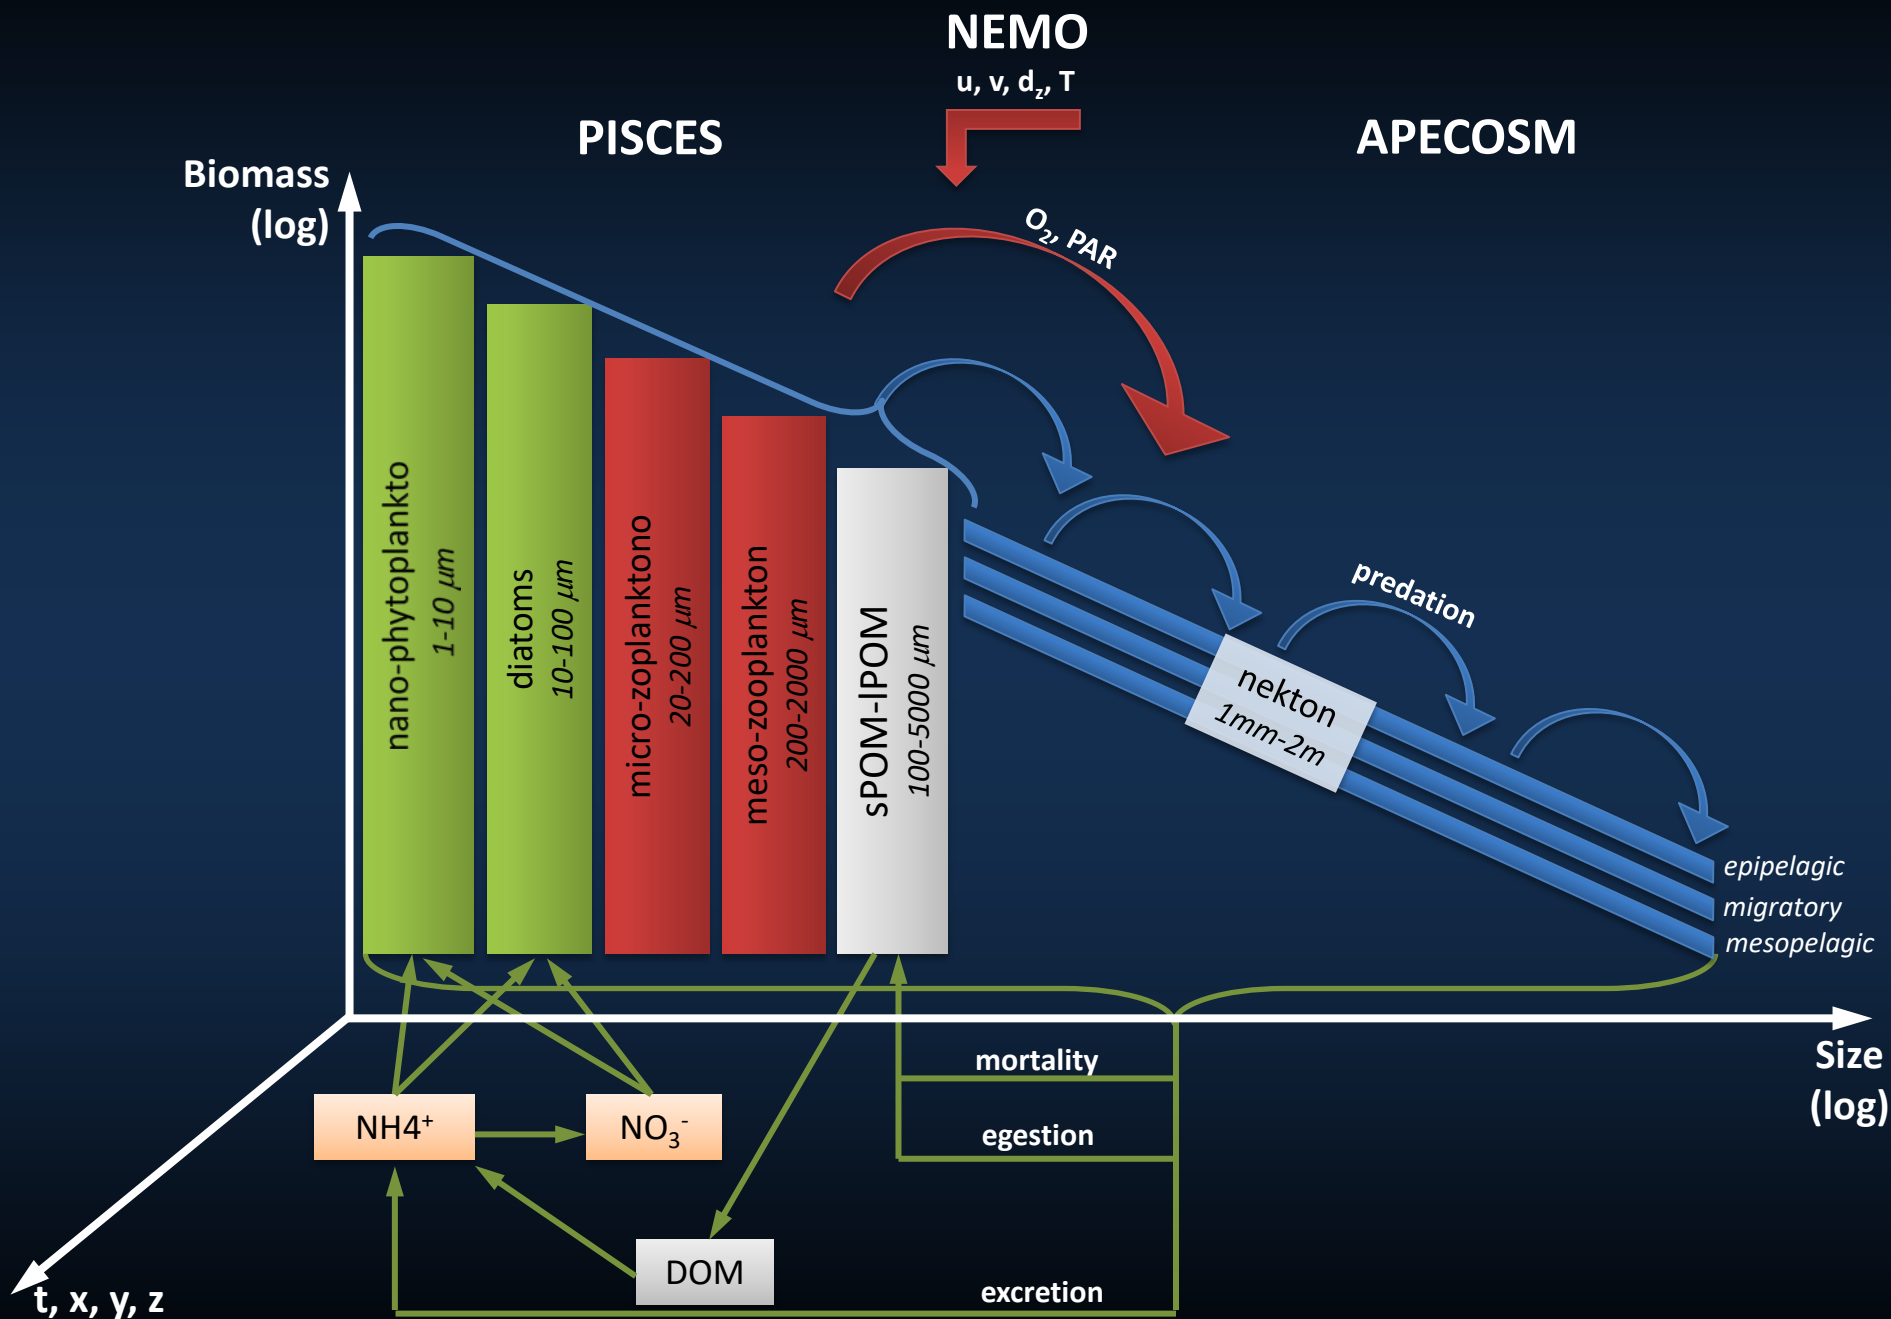 NEMO
u, v, d_z, T
PISCES
APECOSM
Biomass
(log)
O₂, PAR
nano-phytoplankto
1-10 µm
diatoms
10-100 µm
micro-zoplanktono
20-200 µm
meso-zooplankton
200-2000 µm
sPOM-lPOM
100-5000 µm
predation
nekton
1mm-2m
epipelagic
migratory
mesopelagic
Size
(log)
mortality
NH4⁺
NO₃⁻
egestion
DOM
excretion
t, x, y, z